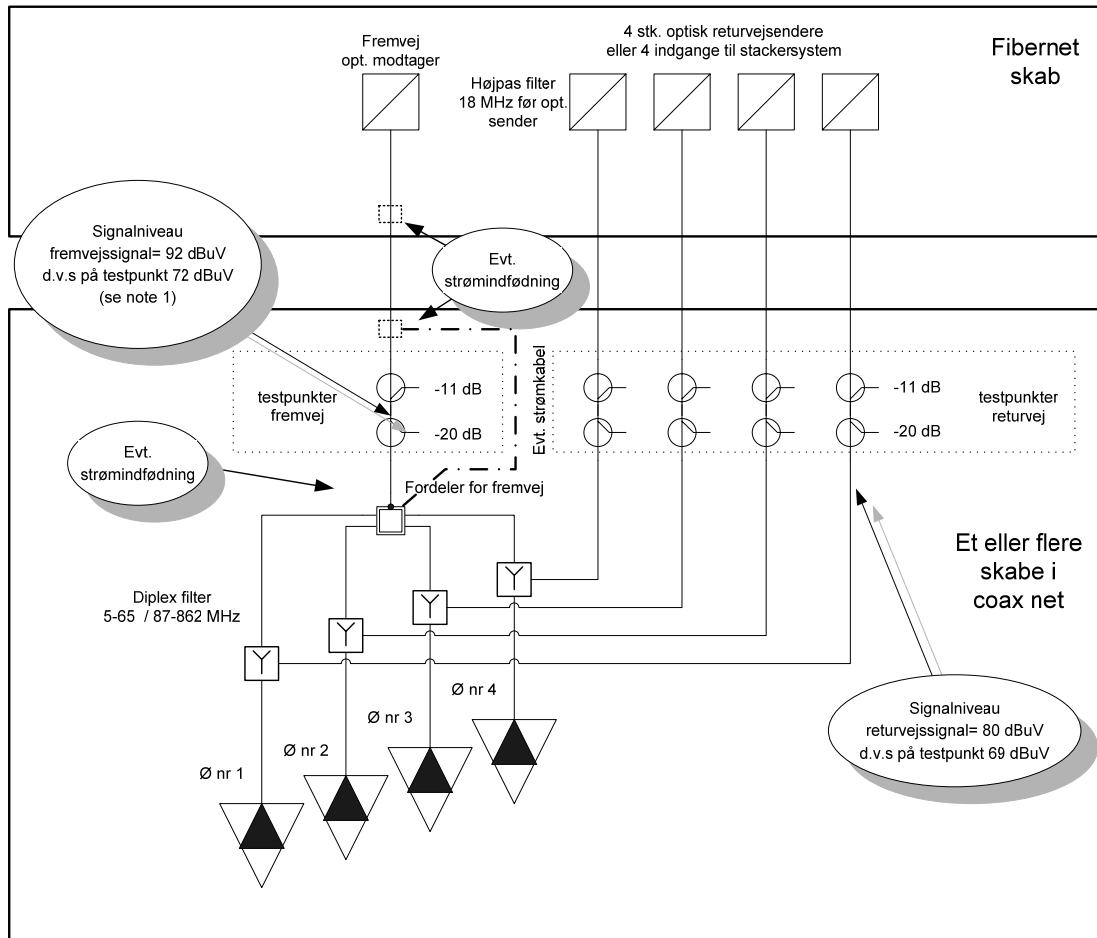 Fremvej
opt. modtager
4 stk. optisk returvejsendere
eller 4 indgange til stackersystem
Fibernet
skab
Højpas filter
18 MHz før opt.
sender
Signalniveau
fremvejssignal= 92 dBuV
d.v.s på testpunkt 72 dBuV
(se note 1)
Evt.
strømindfødning
testpunkter
fremvej
-11 dB
-20 dB
Evt. strømkabel
-11 dB
-20 dB
testpunkter
returvej
Evt.
strømindfødning
Fordeler for fremvej
Et eller flere
skabe i
coax net
Diplex filter
5-65 / 87-862 MHz
Ø nr 4
Ø nr 3
Ø nr 2
Ø nr 1
Signalniveau
returvejssignal= 80 dBuV
d.v.s på testpunkt 69 dBuV